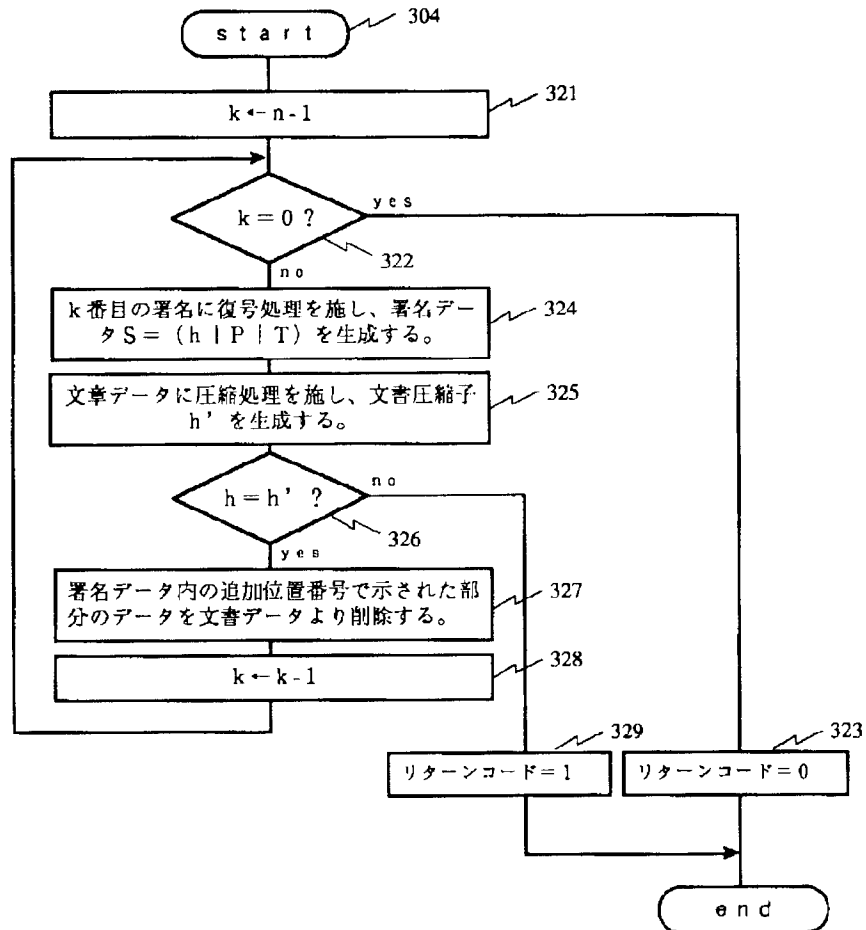 start
304
k←n-1
321
k=0?
yes
322
no
k番目の署名に復号処理を施し、署名デー
タS=(h|P|T)を生成する。
324
文章データに圧縮処理を施し、文書圧縮子
h’を生成する。
325
h=h’?
no
326
yes
署名データ内の追加位置番号で示された部
分のデータを文書データより削除する。
327
k←k-1
328
329
リターンコード=1
323
リターンコード=0
end